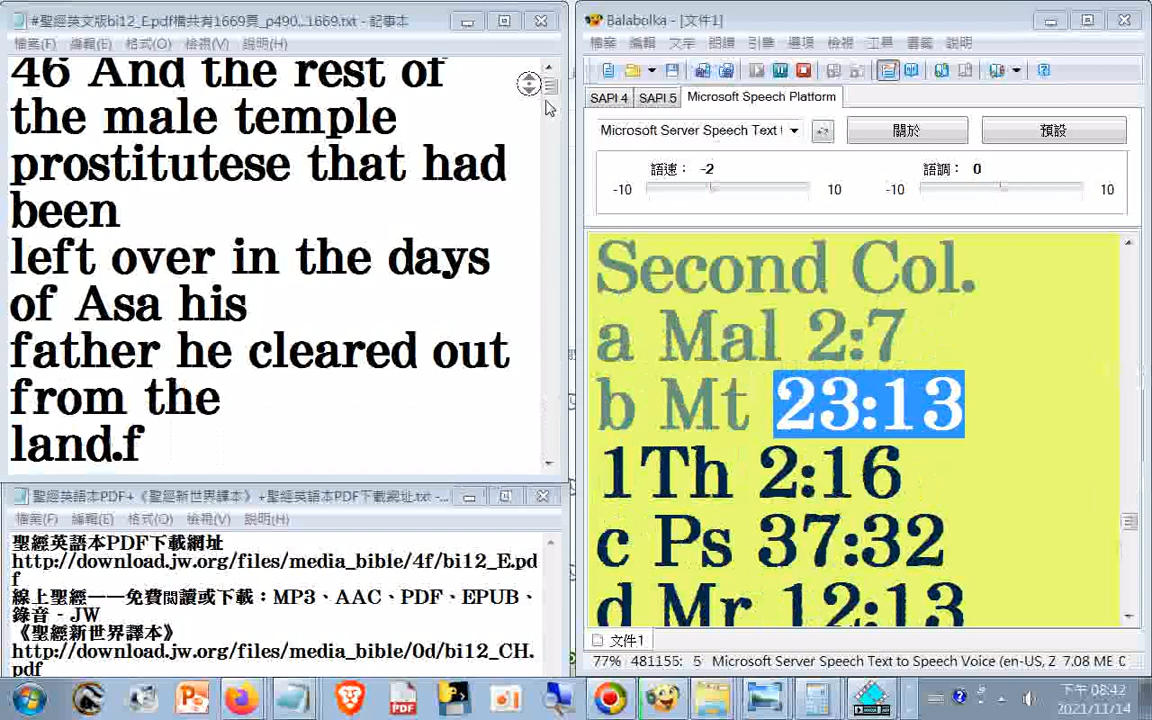 #聖經英文版bi12_E.pdf檔共有1669頁_p490,..1669.txt - 記事本
檔案(F) 編輯(E) 格式(O) 檢視(V) 說明(H)
46 And the rest of
the male temple
prostitutese that had
been
left over in the days
of Asa his
father he cleared out
from the
land.f
聖經英語本PDF+《聖經新世界譯本》+聖經英語本PDF下載網址.txt - ...
檔案(F) 編輯(E) 格式(O) 檢視(V) 說明(H)
聖經英語本PDF下載網址
http://download.jw.org/files/media_bible/4f/bi12_E.pd
f
線上聖經——免費閱讀或下載：MP3、AAC、PDF、EPUB、
錄音 - JW
《聖經新世界譯本》
http://download.jw.org/files/media_bible/0d/bi12_CH.
pdf
Balabolka - [文件1]
檔案 編輯 文字 朗讀 引擎 選項 檢視 工具 書籤 說明
SAPI 4 SAPI 5 Microsoft Speech Platform
Microsoft Server Speech Text 關於 預設
語速： -2 語調： 0
-10 10 -10 10
Second Col.
a Mal 2:7
b Mt 23:13
1Th 2:16
c Ps 37:32
d Mr 12:13
文件1
77% 481155: 5 Microsoft Server Speech Text to Speech Voice (en-US, Z 7.08 ME C
下午 08:42
2021/11/14